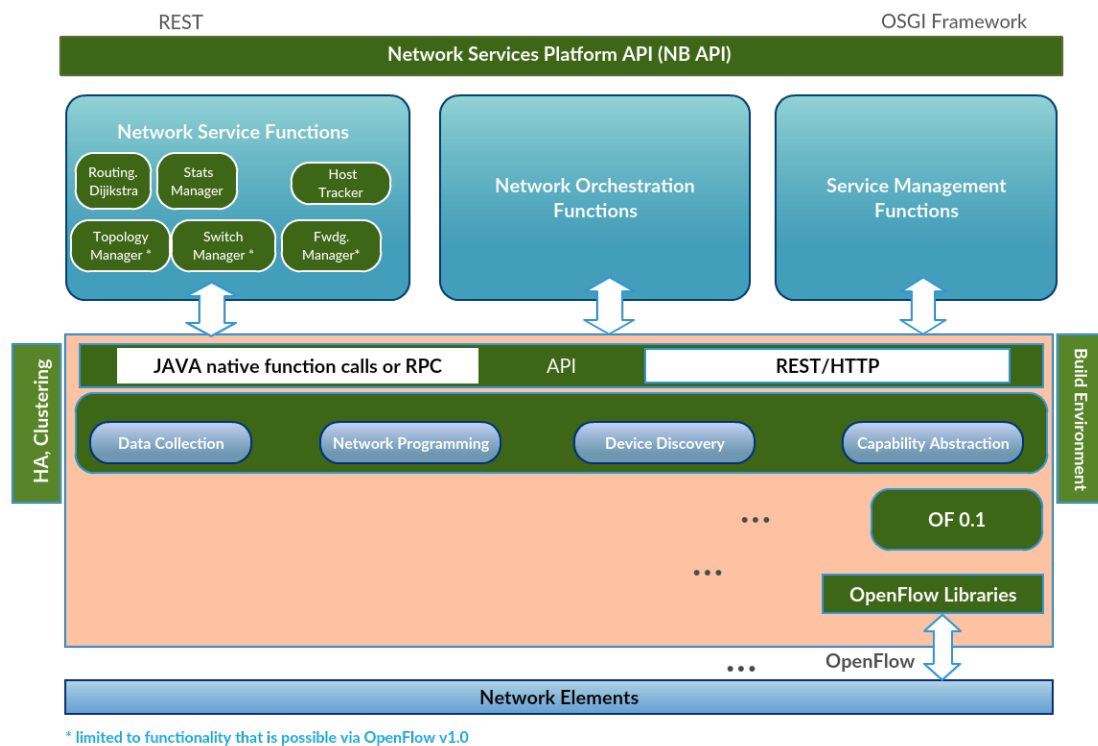 REST
OSGI Framework
Network Services Platform API (NB API)
Network Service Functions
Routing.
Dijikstra
Stats
Manager
Host
Tracker
Topology
Manager *
Switch
Manager *
Fwdg.
Manager*
Network Orchestration
Functions
Service Management
Functions
HA, Clustering
JAVA native function calls or RPC
API
REST/HTTP
Build Environment
Data Collection
Network Programming
Device Discovery
Capability Abstraction
...
OF 0.1
...
OpenFlow Libraries
...
OpenFlow
Network Elements
* limited to functionality that is possible via OpenFlow v1.0